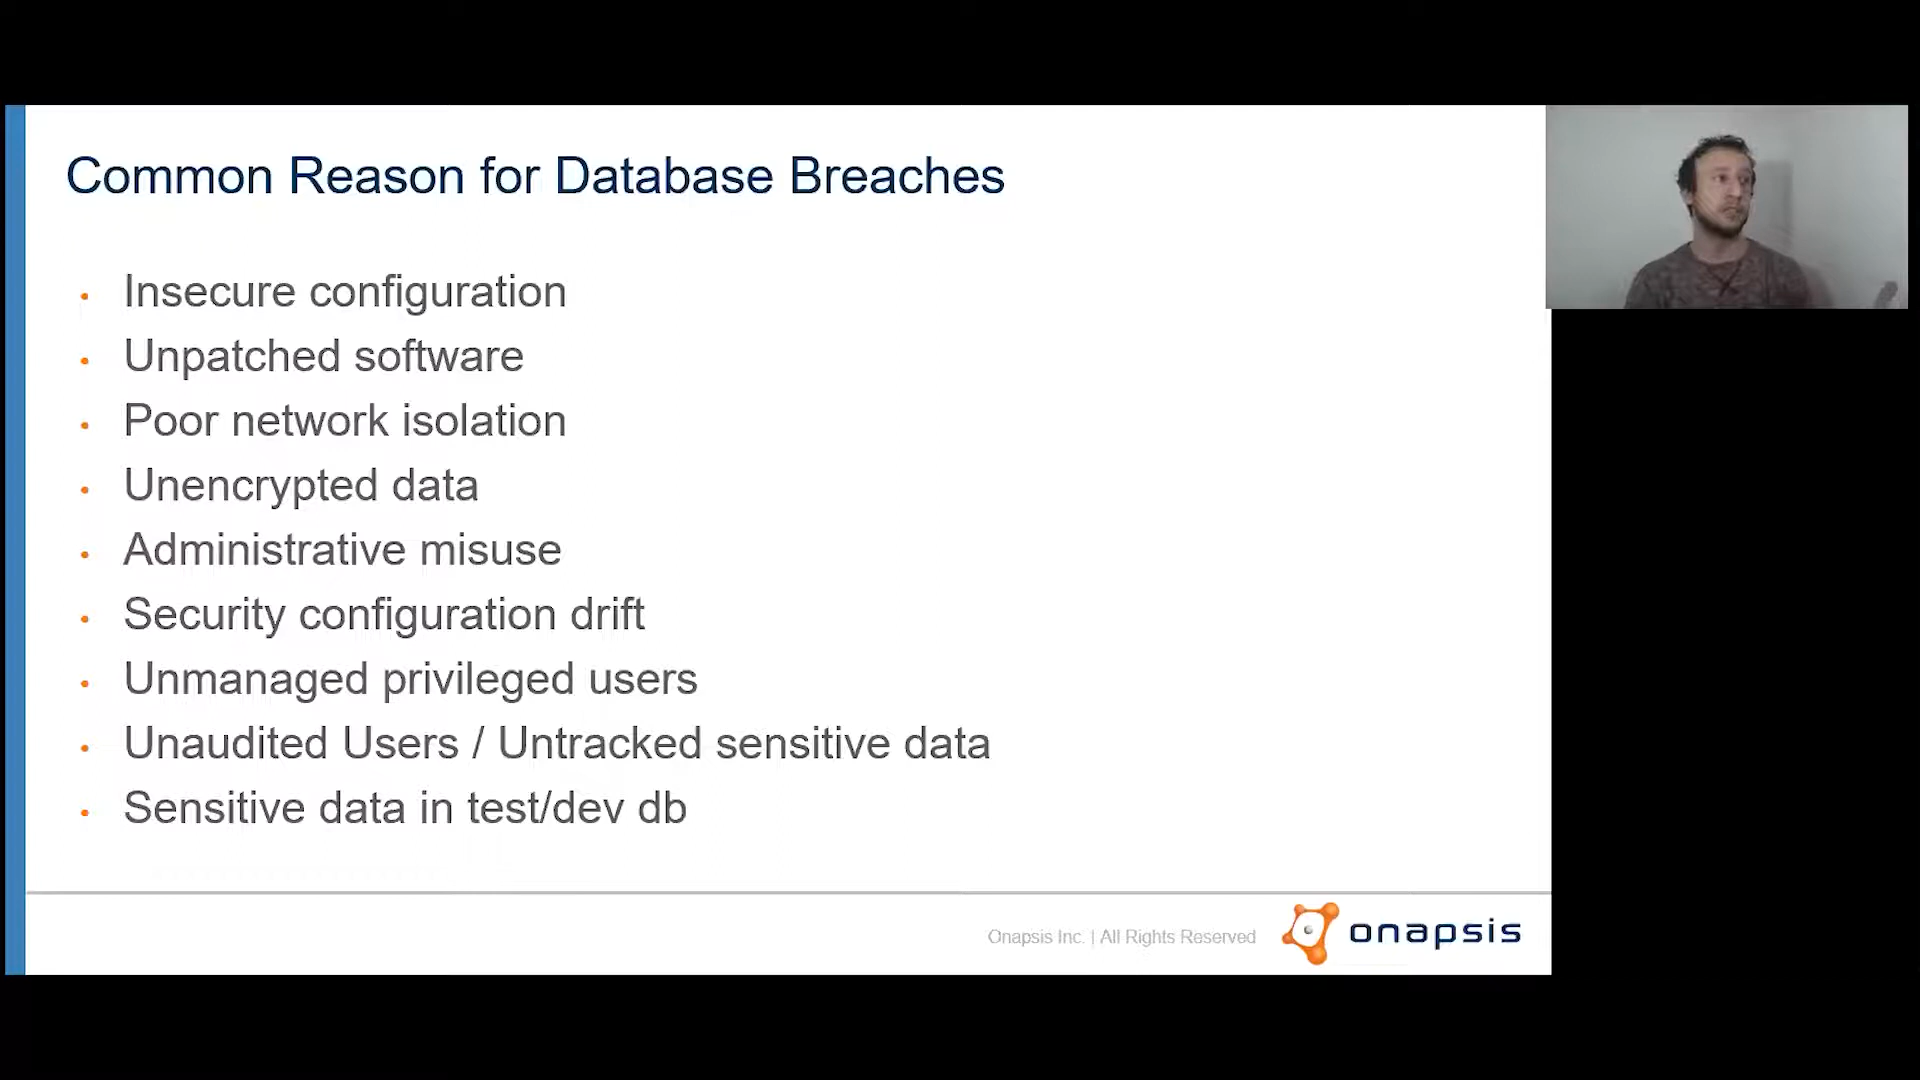 Common Reason for Database Breaches
Insecure configuration
Unpatched software
Poor network isolation
Unencrypted data
Administrative misuse
Security configuration drift
Unmanaged privileged users
Unaudited Users / Untracked sensitive data
Sensitive data in test/dev db
Onapsis Inc. | All Rights Reserved
onapsis